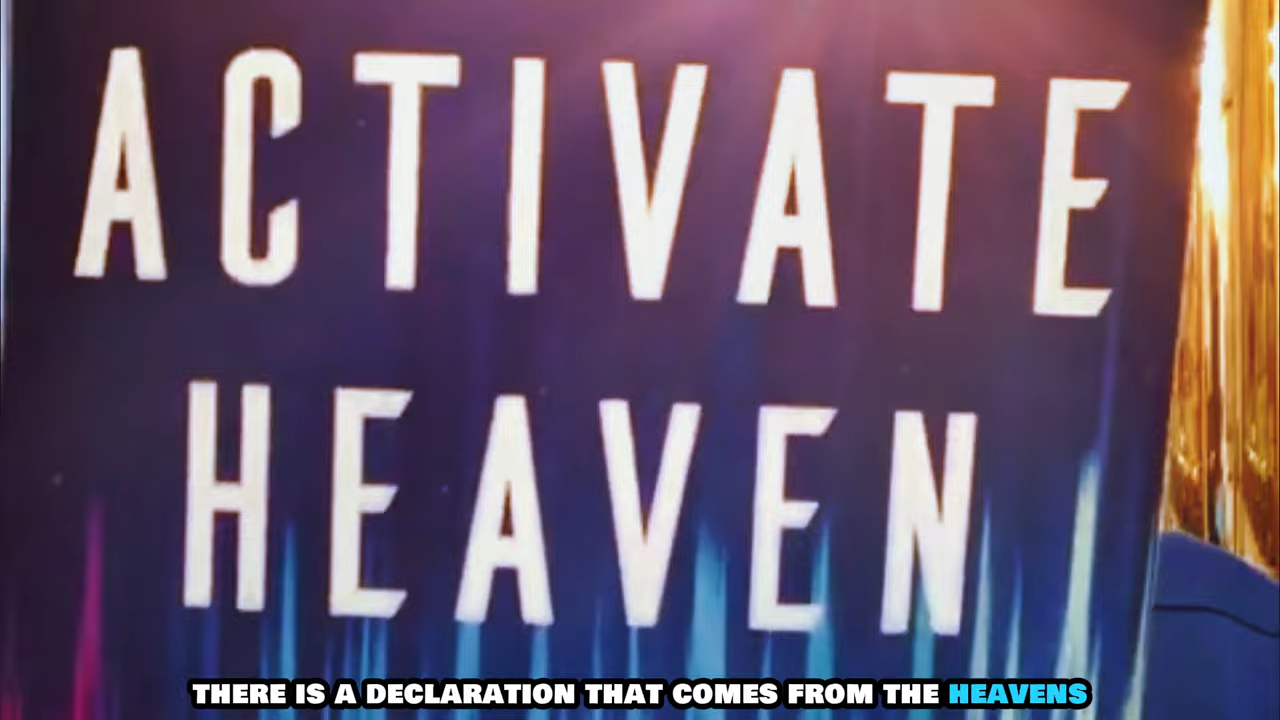 ACTIVATE
HEAVEN
THERE IS A DECLARATION THAT COMES FROM THE HEAVENS